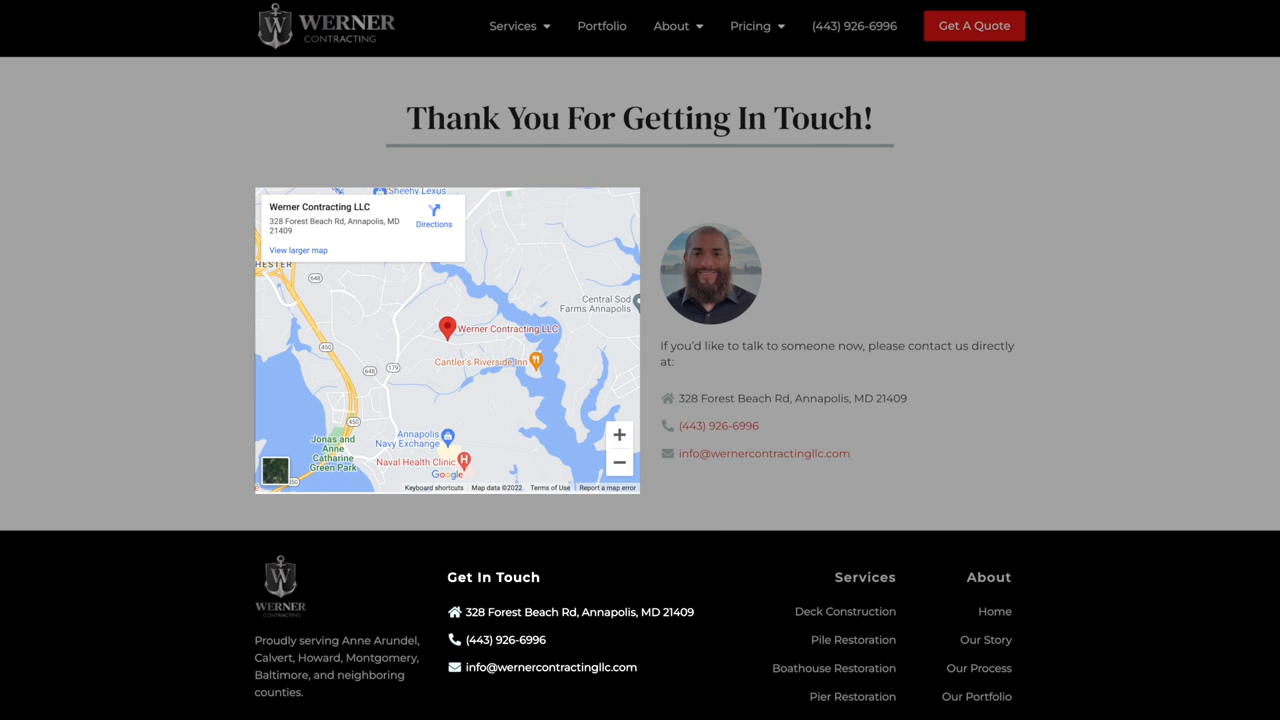 WERNER
CONTRACTING
Services
Portfolio
About
Pricing
(443) 926-6996
Get A Quote
Thank You For Getting In Touch!
Sheehy Lexus
Werner Contracting LLC
328 Forest Beach Rd, Annapolis, MD
21409
Directions
View larger map
HESTER
648
Central Sod
Farms Annapolis
Werner Contracting LLC
450
Cantler's Riverside Inn
648
179
450
Annapolis
Navy Exchange
Jonas and
Anne
Catharine
Green Park
Naval Health Clinic
H
Google
450
Keyboard shortcuts
Map data ©2022
Terms of Use
Report a map error
If you'd like to talk to someone now, please contact us directly
at:
328 Forest Beach Rd, Annapolis, MD 21409
(443) 926-6996
info@wernercontractingllc.com
W
WERNER
CONTRACTING
Proudly serving Anne Arundel,
Calvert, Howard, Montgomery,
Baltimore, and neighboring
counties.
Get In Touch
328 Forest Beach Rd, Annapolis, MD 21409
(443) 926-6996
info@wernercontractingllc.com
Services
Deck Construction
Pile Restoration
Boathouse Restoration
Pier Restoration
About
Home
Our Story
Our Process
Our Portfolio